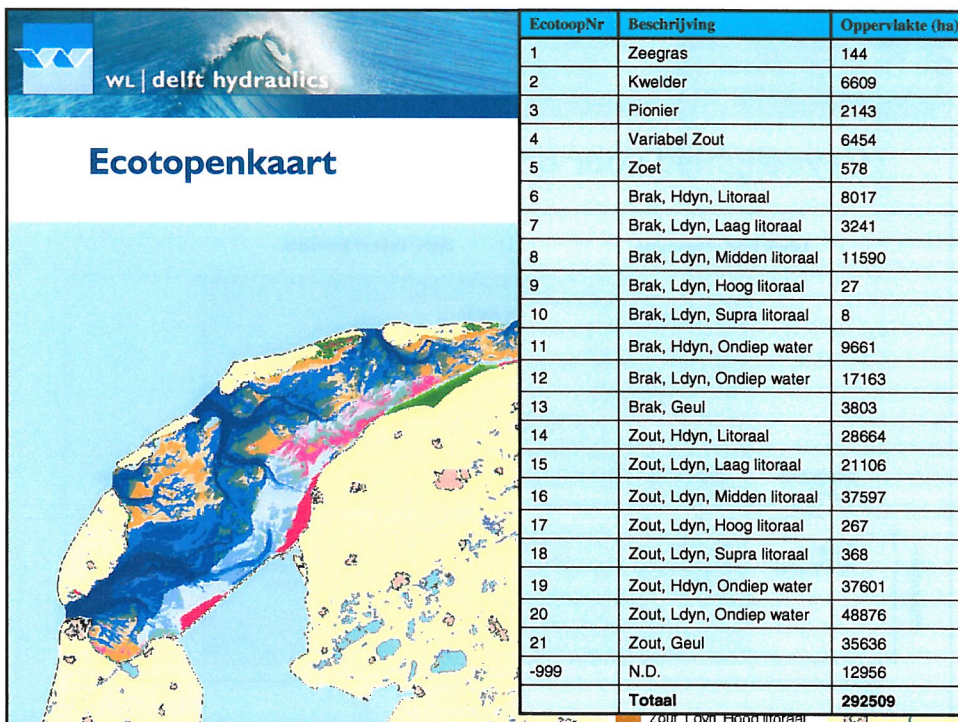 WL | delft hydraulics
Ecotopenkaart
EcotoopNr Beschrijving Oppervlakte (ha)
1 Zeegras 144
2 Kwelder 6609
3 Pionier 2143
4 Variabel Zout 6454
5 Zoet 578
6 Brak, Hdyn, Litoraal 8017
7 Brak, Ldyn, Laag litoraal 3241
8 Brak, Ldyn, Midden litoraal 11590
9 Brak, Ldyn, Hoog litoraal 27
10 Brak, Ldyn, Supra litoraal 8
11 Brak, Hdyn, Ondiep water 9661
12 Brak, Ldyn, Ondiep water 17163
13 Brak, Geul 3803
14 Zout, Hdyn, Litoraal 28664
15 Zout, Ldyn, Laag litoraal 21106
16 Zout, Ldyn, Midden litoraal 37597
17 Zout, Ldyn, Hoog litoraal 267
18 Zout, Ldyn, Supra litoraal 368
19 Zout, Hdyn, Ondiep water 37601
20 Zout, Ldyn, Ondiep water 48876
21 Zout, Geul 35636
-999 N.D. 12956
Totaal 292509
Zout, Ldyn, Hoog litoraal